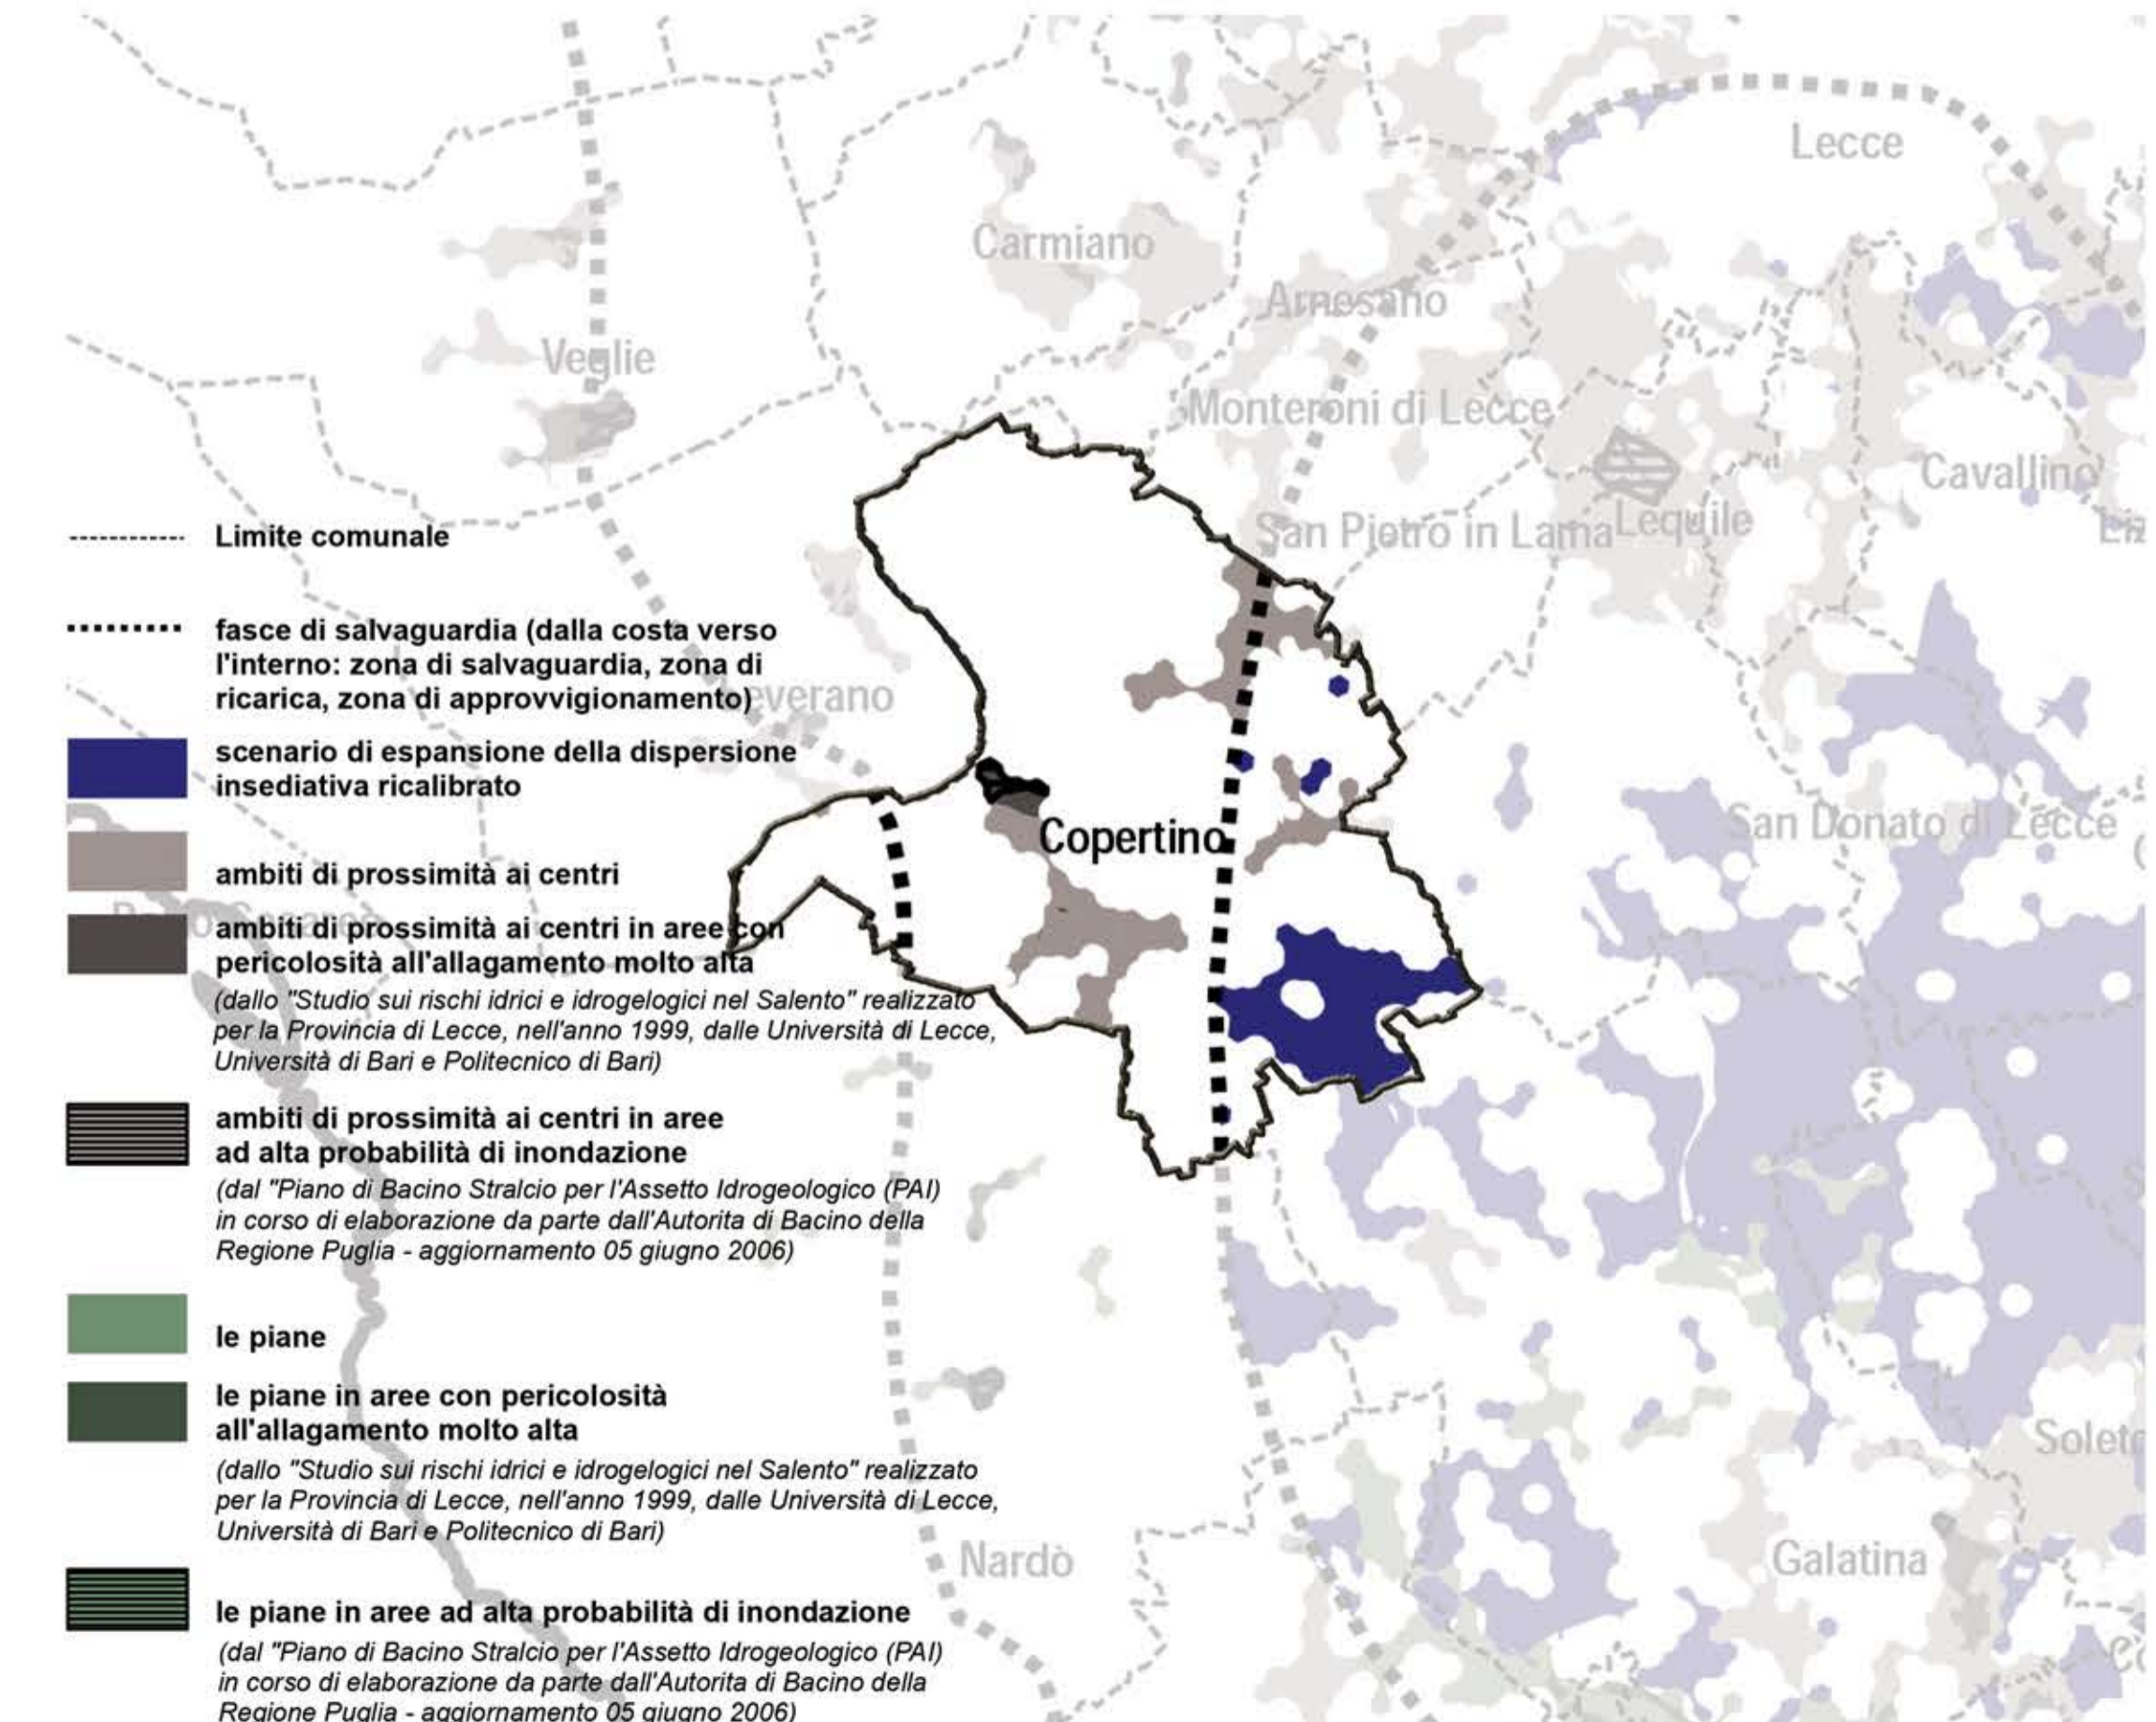 Lecce
Carmiano
Arnesano
Veglie
Monteroni di Lecce
Cavallino
San Pietro in Lama
Lequile
Limite comunale
fasce di salvaguardia (dalla costa verso
l'interno: zona di salvaguardia, zona di
ricarica, zona di approvvigionamento)
everano
scenario di espansione della dispersione
insediativa ricalibrato
San Donato di Lecce
Copertino
ambiti di prossimità ai centri
ambiti di prossimità ai centri in aree con
pericolosità all'allagamento molto alta
(dallo "Studio sui rischi idrici e idrogelogici nel Salento" realizzato
per la Provincia di Lecce, nell'anno 1999, dalle Università di Lecce,
Università di Bari e Politecnico di Bari)
ambiti di prossimità ai centri in aree
ad alta probabilità di inondazione
(dal "Piano di Bacino Stralcio per l'Assetto Idrogeologico (PAI)
in corso di elaborazione da parte dall'Autorita di Bacino della
Regione Puglia - aggiornamento 05 giugno 2006)
le piane
le piane in aree con pericolosità
all'allagamento molto alta
(dallo "Studio sui rischi idrici e idrogelogici nel Salento" realizzato
per la Provincia di Lecce, nell'anno 1999, dalle Università di Lecce,
Università di Bari e Politecnico di Bari)
Solet
Nardò
Galatina
le piane in aree ad alta probabilità di inondazione
(dal "Piano di Bacino Stralcio per l'Assetto Idrogeologico (PAI)
in corso di elaborazione da parte dall'Autorita di Bacino della
Regione Puglia - aggiornamento 05 giugno 2006)